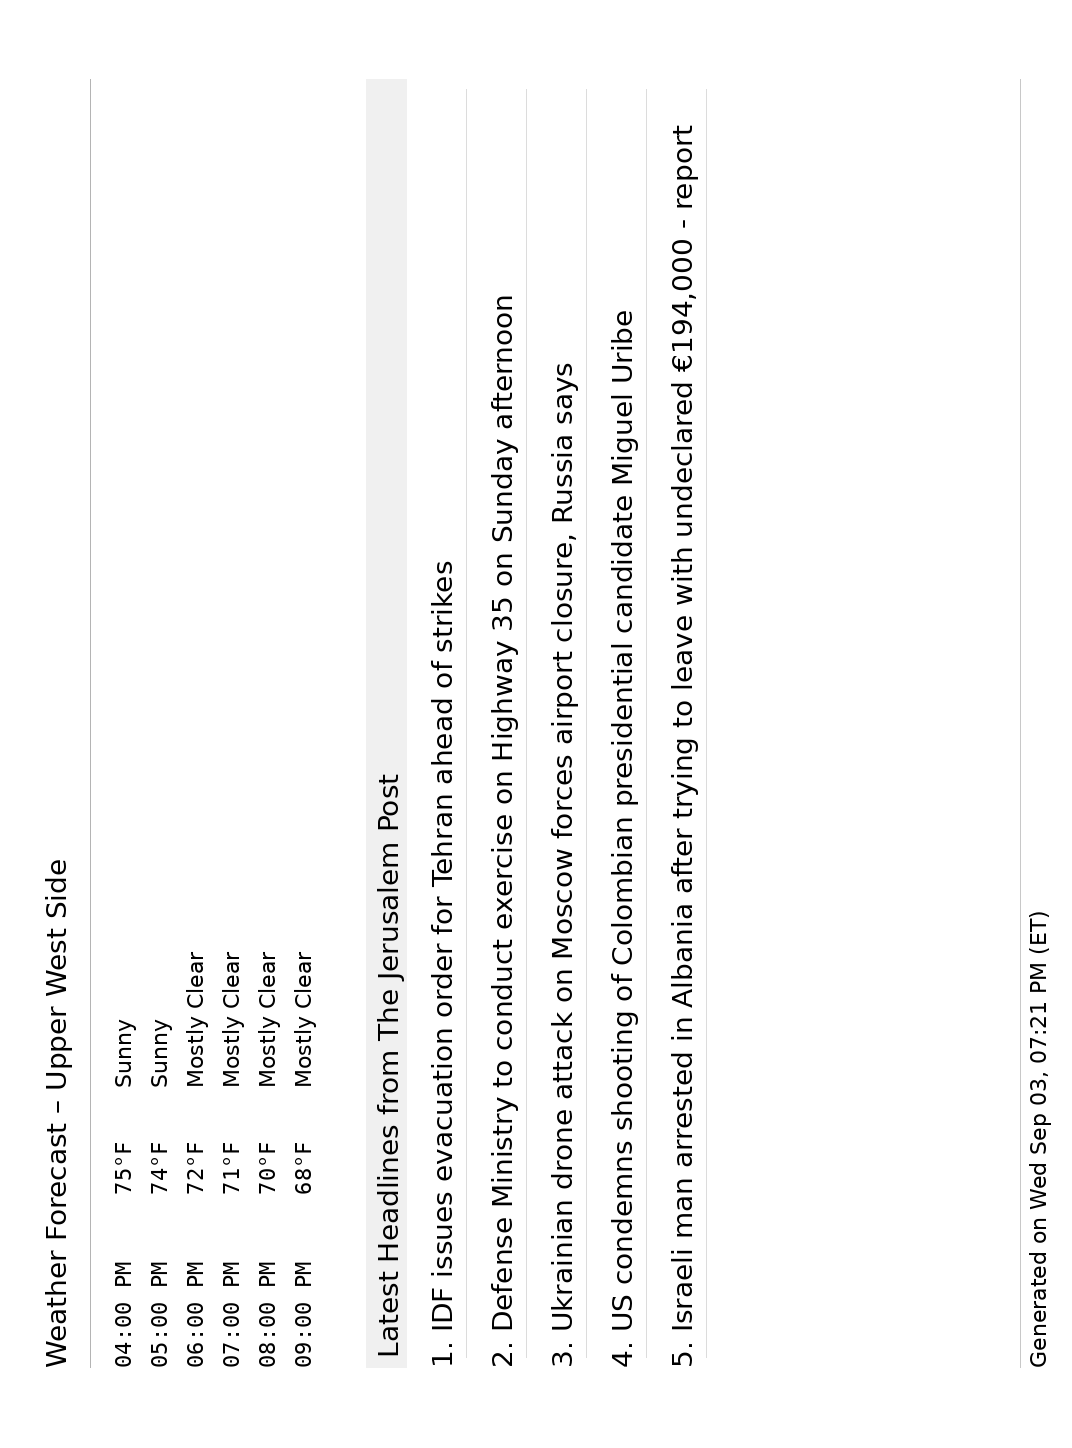 Weather Forecast – Upper West Side
04:00 PM 75°F Sunny
05:00 PM 74°F Sunny
06:00 PM 72°F Mostly Clear
07:00 PM 71°F Mostly Clear
08:00 PM 70°F Mostly Clear
09:00 PM 68°F Mostly Clear
Latest Headlines from The Jerusalem Post
1. IDF issues evacuation order for Tehran ahead of strikes
2. Defense Ministry to conduct exercise on Highway 35 on Sunday afternoon
3. Ukrainian drone attack on Moscow forces airport closure, Russia says
4. US condemns shooting of Colombian presidential candidate Miguel Uribe
5. Israeli man arrested in Albania after trying to leave with undeclared €194,000 - report
Generated on Wed Sep 03, 07:21 PM (ET)